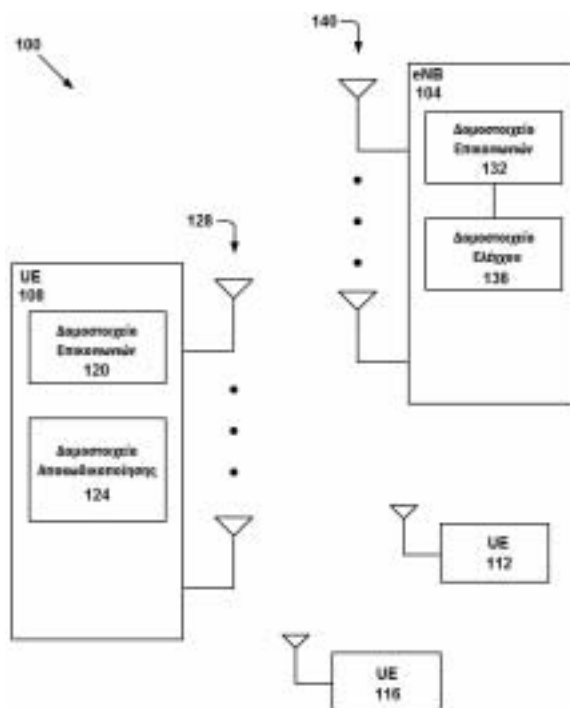 100
140
eNB
104
Δομοστοιχείο
Επικοινωνιών
132
Δομοστοιχείο
Ελέγχου
136
128
UE
108
Δομοστοιχείο
Επικοινωνιών
120
Δομοστοιχείο
Αποκωδικοποίησης
124
UE
112
UE
116